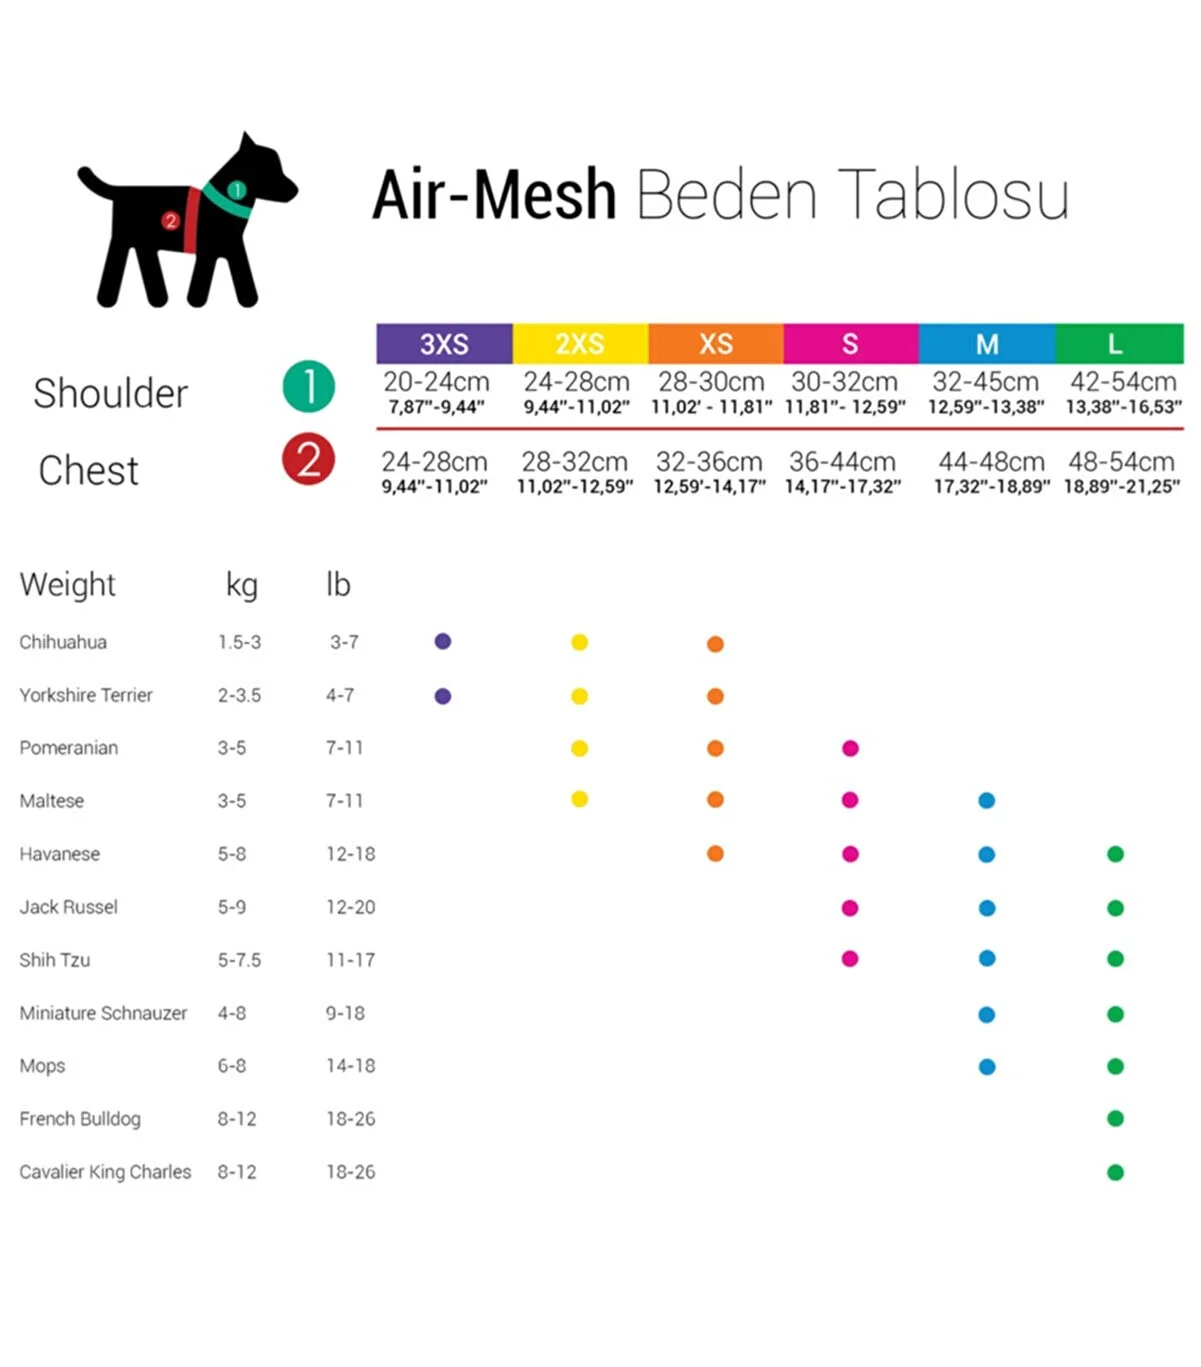 1
2
Air-Mesh Beden Tablosu
3XS 2XS XS S M L
Shoulder 1 20-24cm 24-28cm 28-30cm 30-32cm 32-45cm 42-54cm
7,87"-9,44" 9,44"-11,02" 11,02' - 11,81" 11,81"- 12,59" 12,59"-13,38" 13,38"-16,53"
Chest 2 24-28cm 28-32cm 32-36cm 36-44cm 44-48cm 48-54cm
9,44"-11,02" 11,02"-12,59" 12,59'-14,17" 14,17"-17,32" 17,32"-18,89" 18,89"-21,25"
Weight kg lb
Chihuahua 1.5-3 3-7
Yorkshire Terrier 2-3.5 4-7
Pomeranian 3-5 7-11
Maltese 3-5 7-11
Havanese 5-8 12-18
Jack Russel 5-9 12-20
Shih Tzu 5-7.5 11-17
Miniature Schnauzer 4-8 9-18
Mops 6-8 14-18
French Bulldog 8-12 18-26
Cavalier King Charles 8-12 18-26